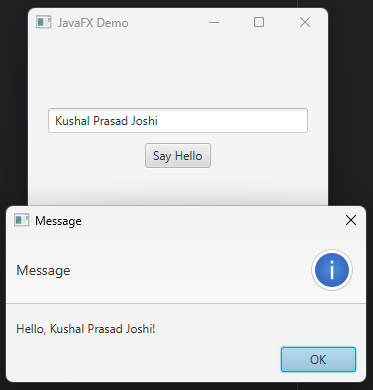 JavaFX Demo
Kushal Prasad Joshi
Say Hello
Message
Message
Hello, Kushal Prasad Joshi!
OK